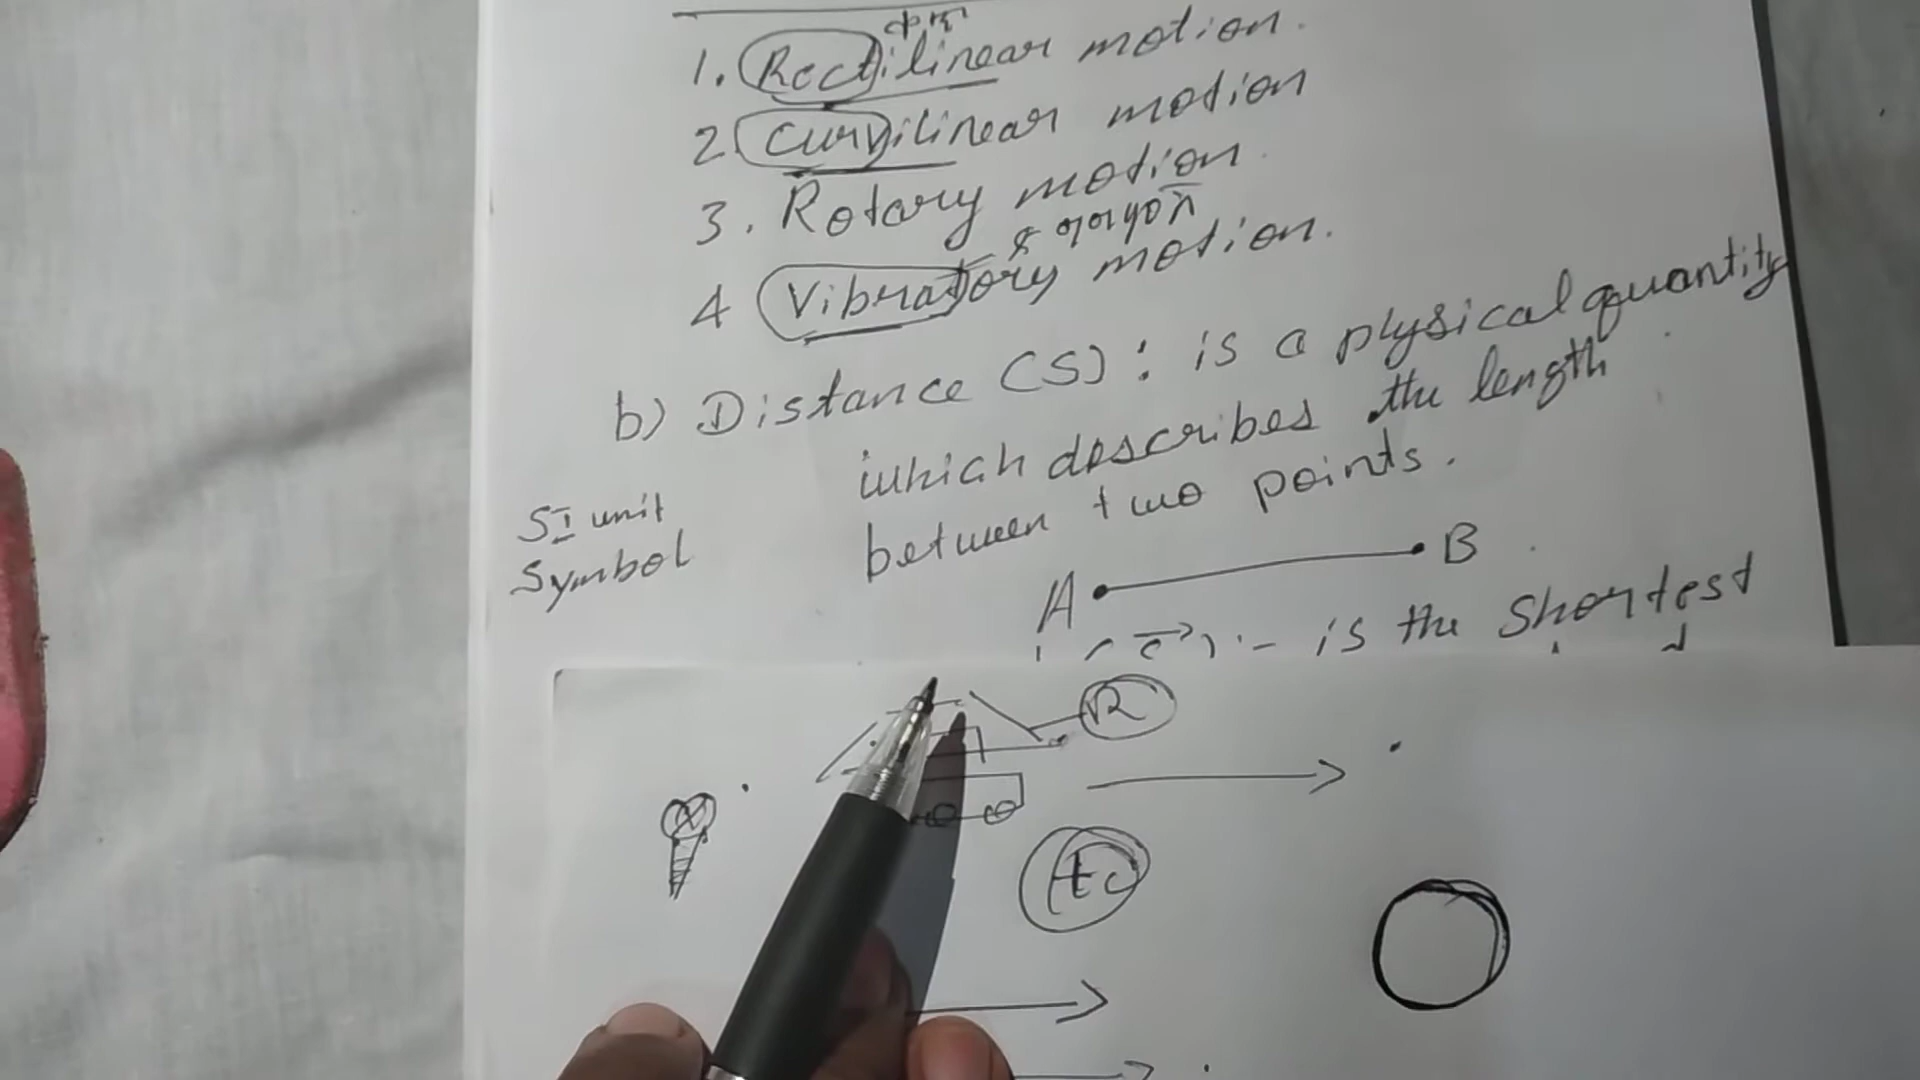 1. Rectilinear motion.
2. Curvilinear motion
3. Rotary motion.
4 Vibratory motion.
b) Distance (S) : is a physical quantity
which describes the length
between two points.
SI unit
Symbol
A B
is the Shortest
R